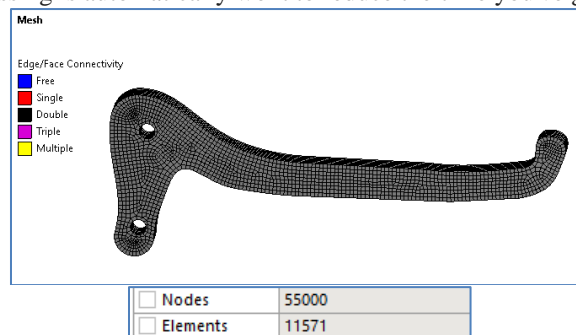 Mesh
Edge/Face Connectivity
Free
Single
Double
Triple
Multiple
Nodes 55000
Elements 11571